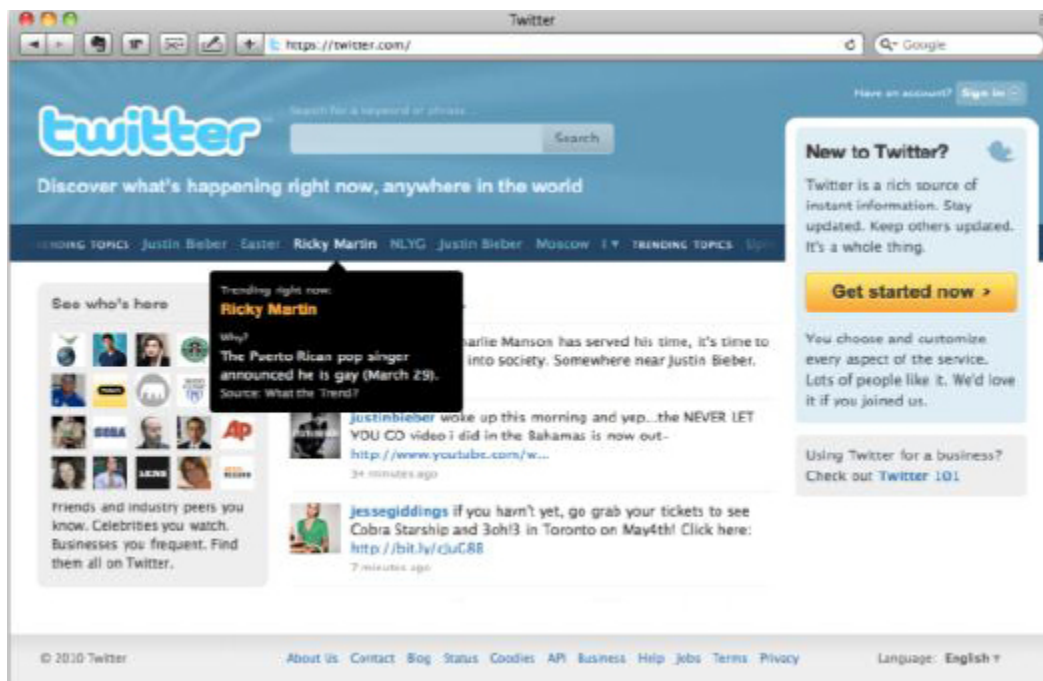 Twitter
https://twitter.com/
Google
Have an account? Sign in
twitter
Search for a keyword or phrase...
Search
Discover what's happening right now, anywhere in the world
TRENDING TOPICS Justin Bieber Easter Ricky Martin NLYG Justin Bieber Moscow TRENDING TOPICS
New to Twitter?
Twitter is a rich source of
instant information. Stay
updated. Keep others updated.
It's a whole thing.
Get started now ›
You choose and customize
every aspect of the service.
Lots of people like it. We'd love
it if you joined us.
Using Twitter for a business?
Check out Twitter 101
See who's here
SEGA
AP
LENS
Friends and industry peers you
know. Celebrities you watch.
Businesses you frequent. Find
them all on Twitter.
Trending right now:
Ricky Martin
Why?
The Puerto Rican pop singer
announced he is gay (March 29).
Source: What the Trend?
harlie Manson has served his time, it's time to
into society. Somewhere near Justin Bieber.
justinbieber woke up this morning and yep...the NEVER LET
YOU GO video i did in the Bahamas is now out-
http://www.youtube.com/w...
34 minutes ago
jessegiddings if you havn't yet, go grab your tickets to see
Cobra Starship and 3oh!3 in Toronto on May4th! Click here:
http://bit.ly/cJuG88
7 minutes ago
© 2010 Twitter
About Us Contact Blog Status Goodies API Business Help Jobs Terms Privacy
Language: English